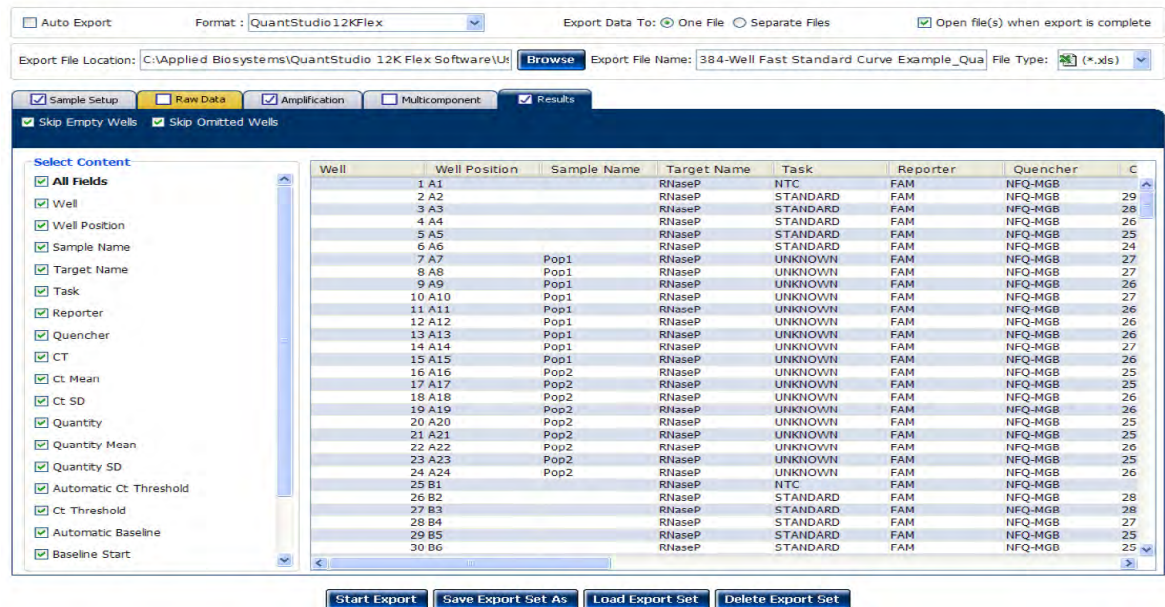 Auto Export Format : QuantStudio12KFlex Export Data To: One File Separate Files Open file(s) when export is complete
Export File Location: C:\Applied Biosystems\QuantStudio 12K Flex Software\Us Browse Export File Name: 384-Well Fast Standard Curve Example_Qua File Type: (*.xls)
Sample Setup Raw Data Amplification Multicomponent Results
Skip Empty Wells Skip Omitted Wells
Select Content
All Fields
Well
Well Position
Sample Name
Target Name
Task
Reporter
Quencher
CT
Ct Mean
Ct SD
Quantity
Quantity Mean
Quantity SD
Automatic Ct Threshold
Ct Threshold
Automatic Baseline
Baseline Start
Well Well Position Sample Name Target Name Task Reporter Quencher C
1 A1 RNaseP NTC FAM NFQ-MGB
2 A2 RNaseP STANDARD FAM NFQ-MGB 29
3 A3 RNaseP STANDARD FAM NFQ-MGB 28
4 A4 RNaseP STANDARD FAM NFQ-MGB 26
5 A5 RNaseP STANDARD FAM NFQ-MGB 25
6 A6 RNaseP STANDARD FAM NFQ-MGB 24
7 A7 Pop1 RNaseP UNKNOWN FAM NFQ-MGB 27
8 A8 Pop1 RNaseP UNKNOWN FAM NFQ-MGB 27
9 A9 Pop1 RNaseP UNKNOWN FAM NFQ-MGB 26
10 A10 Pop1 RNaseP UNKNOWN FAM NFQ-MGB 27
11 A11 Pop1 RNaseP UNKNOWN FAM NFQ-MGB 26
12 A12 Pop1 RNaseP UNKNOWN FAM NFQ-MGB 26
13 A13 Pop1 RNaseP UNKNOWN FAM NFQ-MGB 26
14 A14 Pop1 RNaseP UNKNOWN FAM NFQ-MGB 27
15 A15 Pop1 RNaseP UNKNOWN FAM NFQ-MGB 26
16 A16 Pop2 RNaseP UNKNOWN FAM NFQ-MGB 25
17 A17 Pop2 RNaseP UNKNOWN FAM NFQ-MGB 25
18 A18 Pop2 RNaseP UNKNOWN FAM NFQ-MGB 26
19 A19 Pop2 RNaseP UNKNOWN FAM NFQ-MGB 26
20 A20 Pop2 RNaseP UNKNOWN FAM NFQ-MGB 25
21 A21 Pop2 RNaseP UNKNOWN FAM NFQ-MGB 25
22 A22 Pop2 RNaseP UNKNOWN FAM NFQ-MGB 26
23 A23 Pop2 RNaseP UNKNOWN FAM NFQ-MGB 25
24 A24 Pop2 RNaseP UNKNOWN FAM NFQ-MGB 26
25 B1 RNaseP NTC FAM NFQ-MGB
26 B2 RNaseP STANDARD FAM NFQ-MGB 28
27 B3 RNaseP STANDARD FAM NFQ-MGB 28
28 B4 RNaseP STANDARD FAM NFQ-MGB 27
29 B5 RNaseP STANDARD FAM NFQ-MGB 25
30 B6 RNaseP STANDARD FAM NFQ-MGB 25
Start Export Save Export Set As Load Export Set Delete Export Set